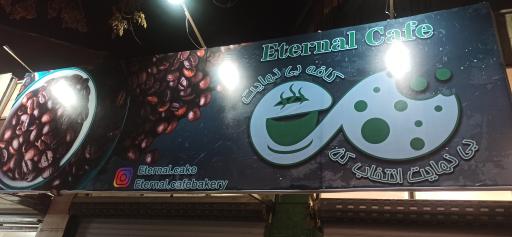 Eternal Cafe
کافه بی نهایت
بی نهایت انتخاب کن
Eternal.cake
Eternal.cafebakery